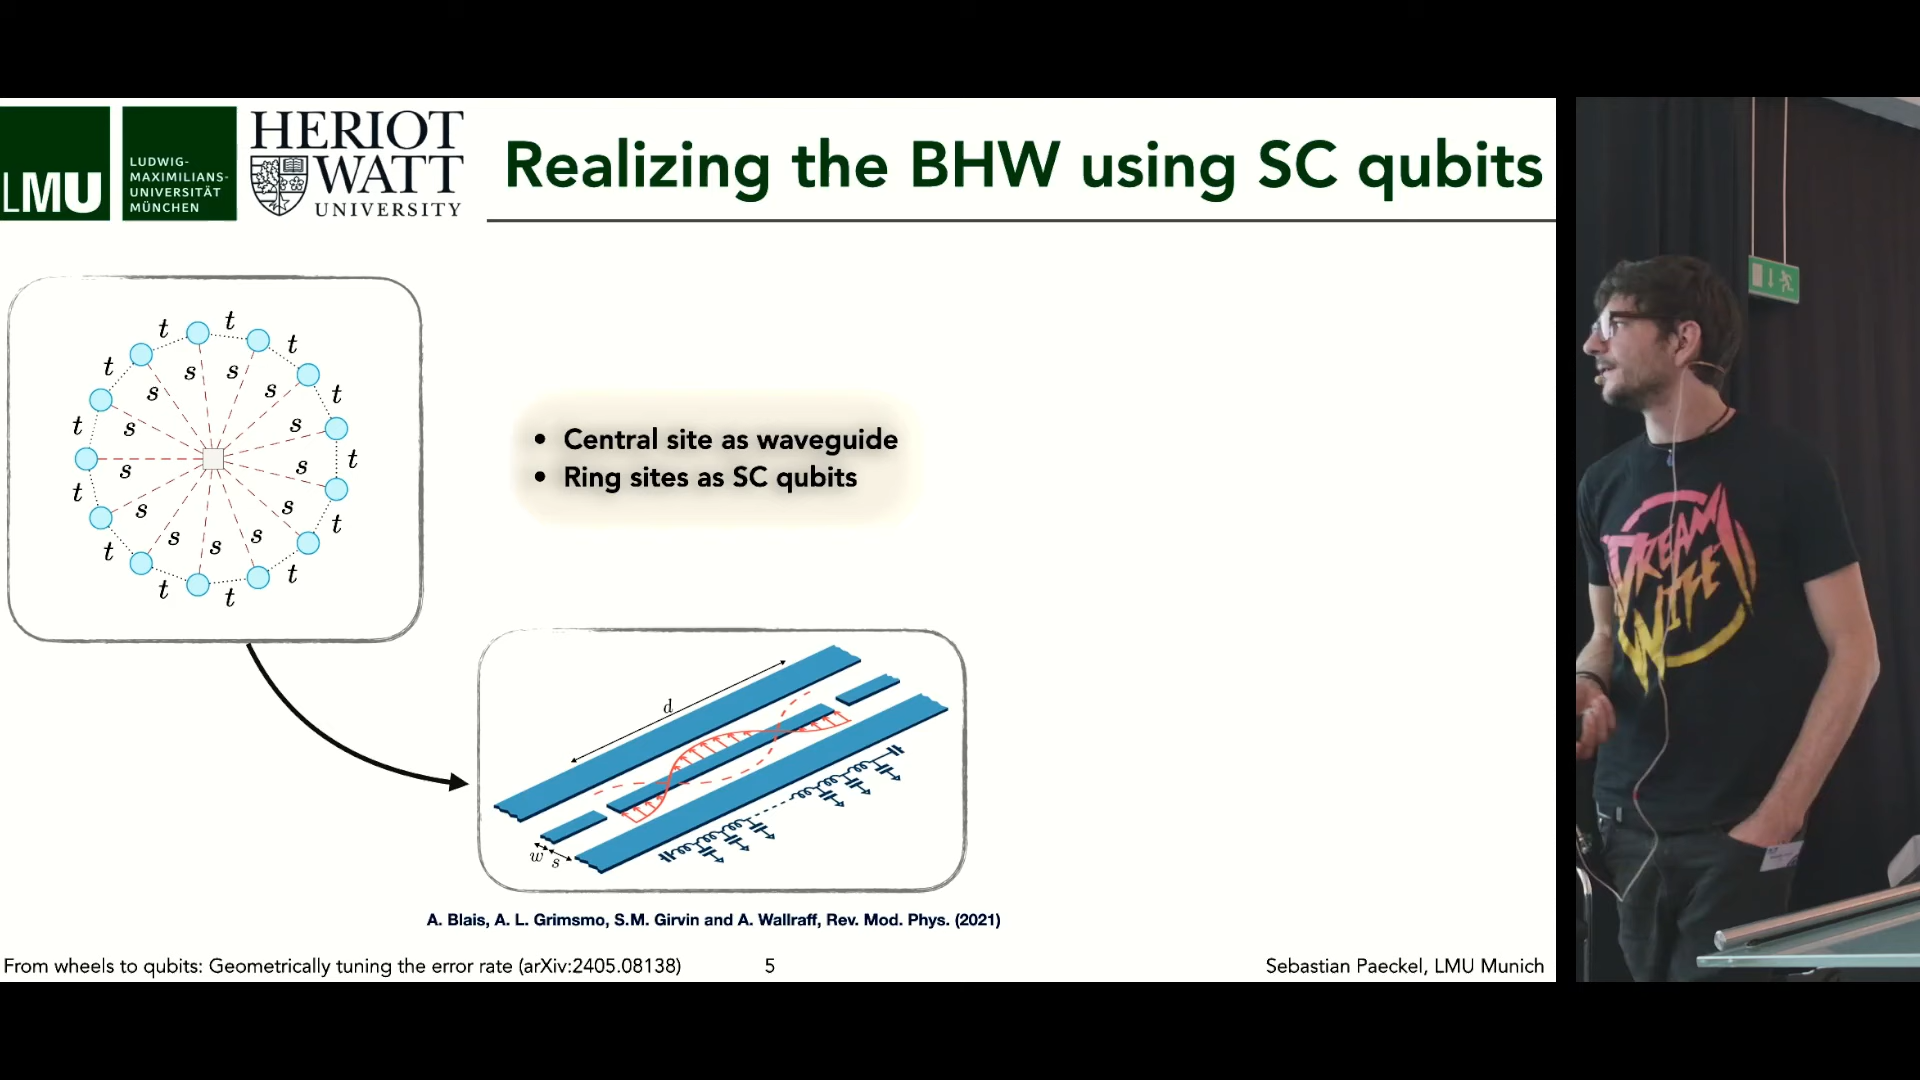 LMU
LUDWIG-
MAXIMILIANS-
UNIVERSITÄT
MÜNCHEN
HERIOT
WATT
UNIVERSITY
Realizing the BHW using SC qubits
t t t t t t t t t t t t t
s s s s s s s s s s s s s
• Central site as waveguide
• Ring sites as SC qubits
d
w s
A. Blais, A. L. Grimsmo, S.M. Girvin and A. Wallraff, Rev. Mod. Phys. (2021)
From wheels to qubits: Geometrically tuning the error rate (arXiv:2405.08138)
5
Sebastian Paeckel, LMU Munich
DREAM
WIFE